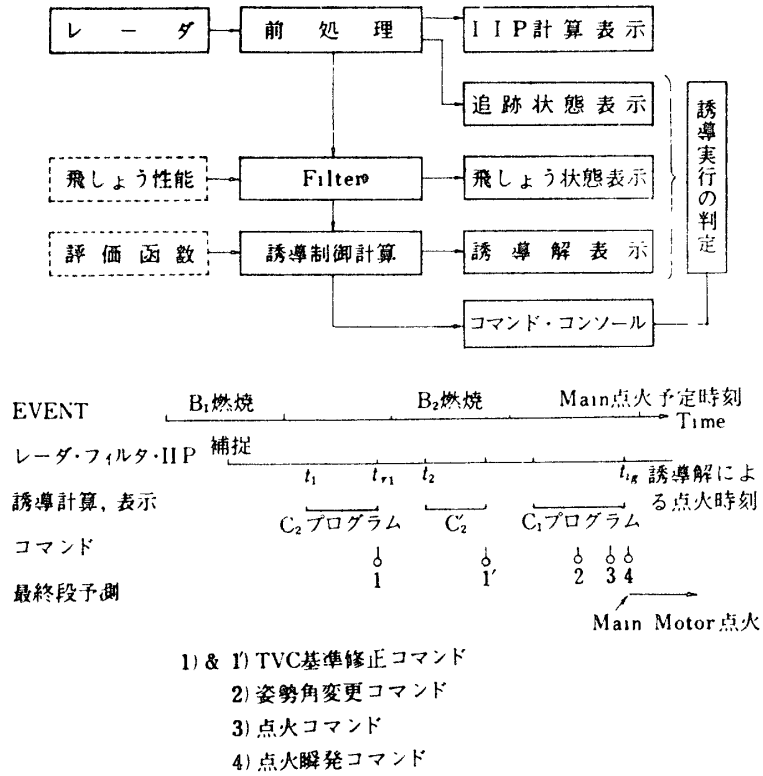 レーダ
前処理
IIP計算表示
追跡状態表示
誘導実行の判定
飛しょう性能
Filter
飛しょう状態表示
評価函数
誘導制御計算
誘導解表示
コマンド・コンソール
EVENT
B₁燃焼
B₂燃焼
Main点火予定時刻
Time
レーダ・フィルタ・IIP
補捉
t₁
tᵣ₁
t₂
t_ig
誘導解による点火時刻
誘導計算, 表示
C₂プログラム
C₂′
C₁プログラム
コマンド
1
1′
2
3
4
最終段予測
Main Motor点火
1) & 1′) TVC基準修正コマンド
2) 姿勢角変更コマンド
3) 点火コマンド
4) 点火瞬発コマンド